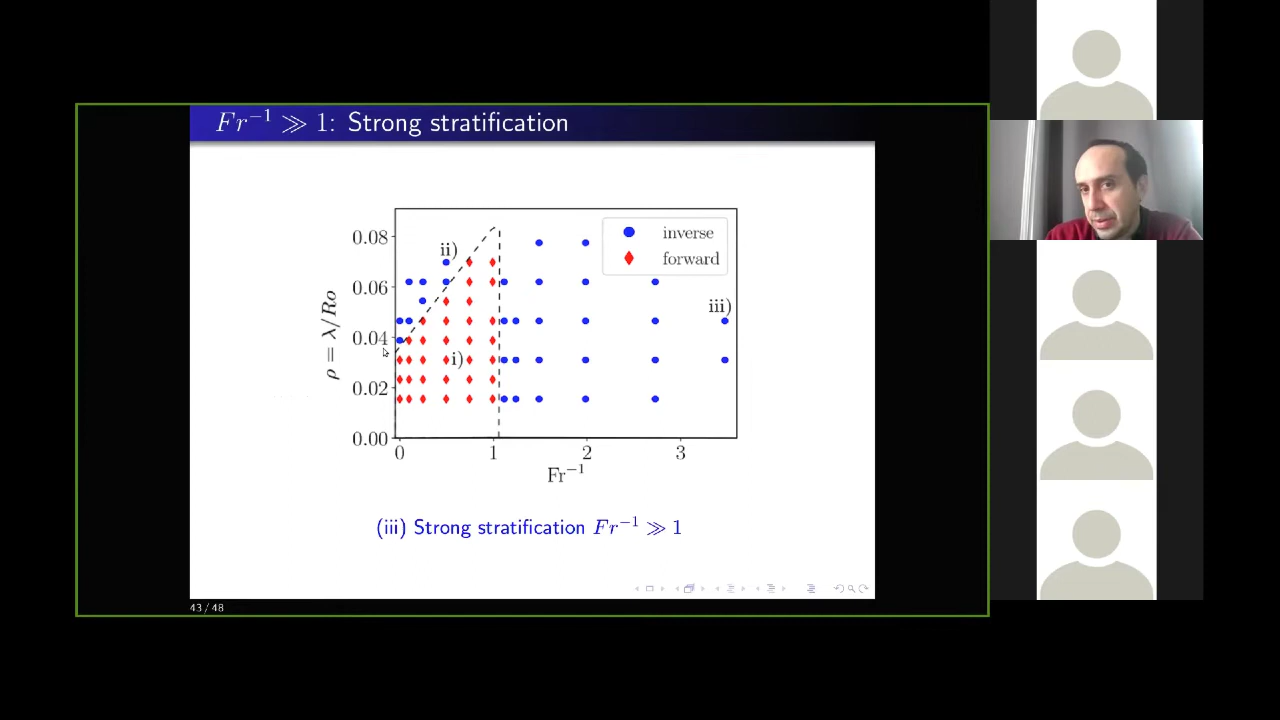 Fr⁻¹ ≫ 1: Strong stratification
inverse
forward
ii)
iii)
i)
ρ = λ/Ro
0.08
0.06
0.04
0.02
0.00
0 1 2 3
Fr⁻¹
(iii) Strong stratification Fr⁻¹ ≫ 1
43 / 48